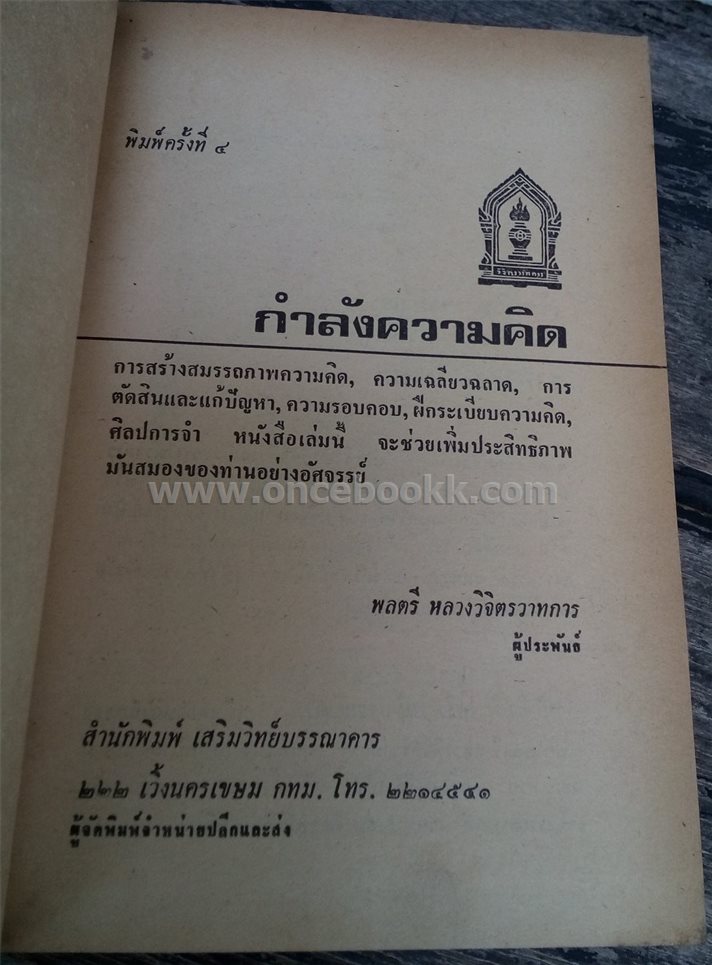 พิมพ์ครั้งที่ ๔
วิจิตรวาทการ
กำลังความคิด
การสร้างสมรรถภาพความคิด, ความเฉลียวฉลาด, การ
ตัดสินและแก้ปัญหา, ความรอบคอบ, ฝึกระเบียบความคิด,
ศิลปการจำ หนังสือเล่มนี้ จะช่วยเพิ่มประสิทธิภาพ
มันสมองของท่านอย่างอัศจรรย์
www.oncebookk.com
พลตรี หลวงวิจิตรวาทการ
ผู้ประพันธ์
สำนักพิมพ์ เสริมวิทย์บรรณาคาร
๒๒๒ เวิ้งนครเขษม กทม. โทร. ๒๒๑๔๕๔๑
ผู้จัดพิมพ์จำหน่ายปลีกและส่ง